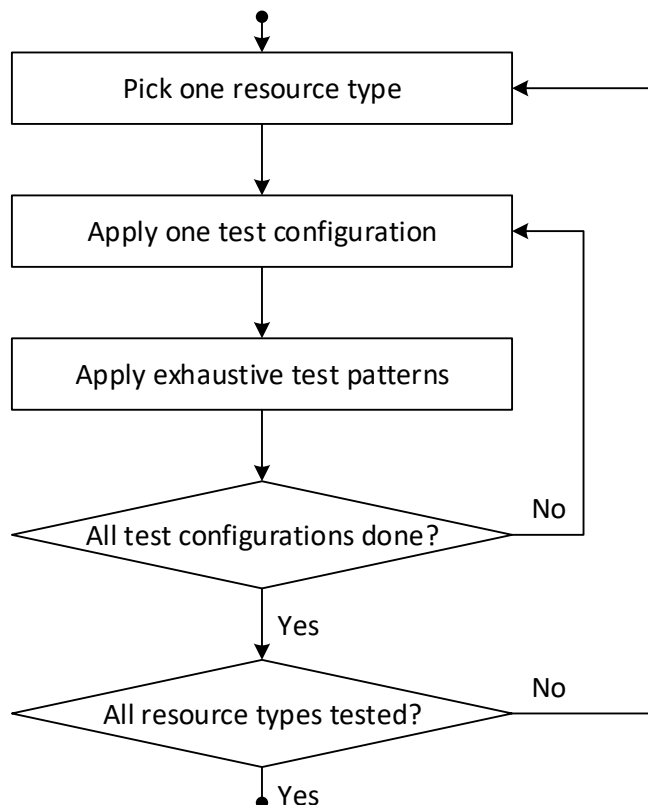 Pick one resource type
Apply one test configuration
Apply exhaustive test patterns
All test configurations done?
No
Yes
All resource types tested?
No
Yes